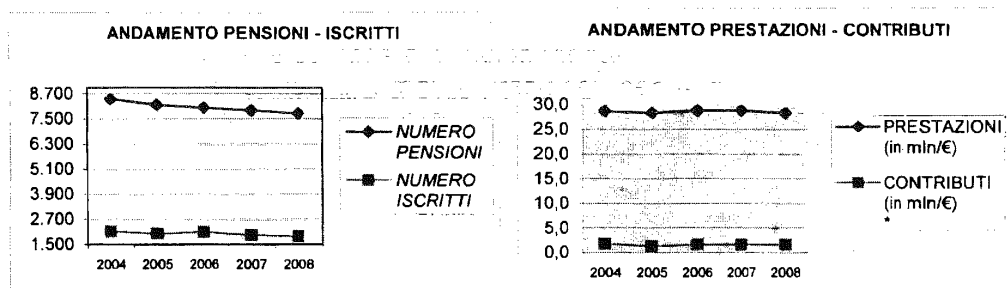 ANDAMENTO PENSIONI - ISCRITTI
8.700
7.500
6.300
5.100
3.900
2.700
1.500
2004 2005 2006 2007 2008
NUMERO
PENSIONI
NUMERO
ISCRITTI
ANDAMENTO PRESTAZIONI - CONTRIBUTI
30,0
25,0
20,0
15,0
10,0
5,0
0,0
2004 2005 2006 2007 2008
PRESTAZIONI
(in mln/€)
CONTRIBUTI
(in mln/€)
*